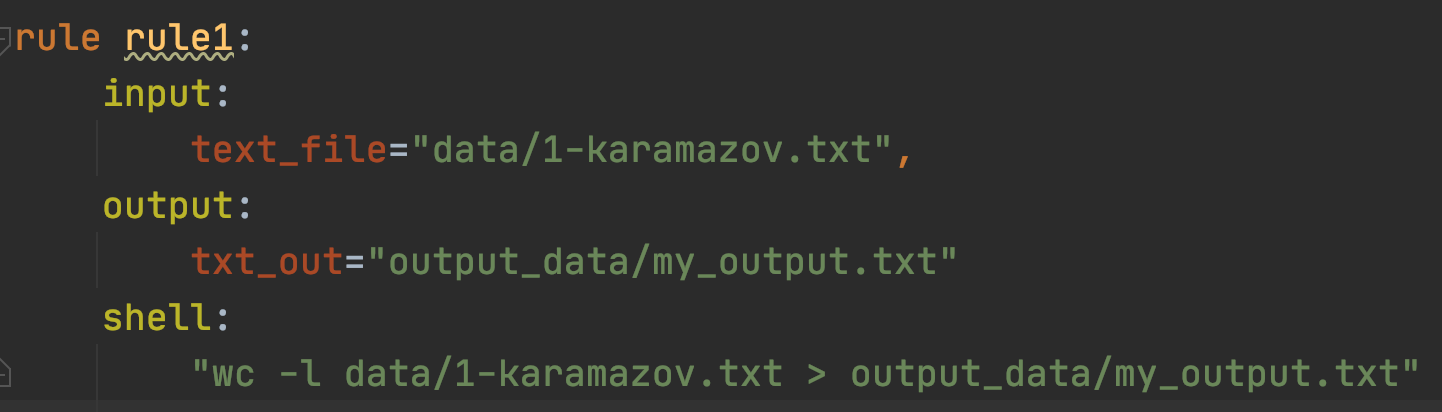 rule rule1:
    input:
        text_file="data/1-karamazov.txt",
    output:
        txt_out="output_data/my_output.txt"
    shell:
        "wc -l data/1-karamazov.txt > output_data/my_output.txt"